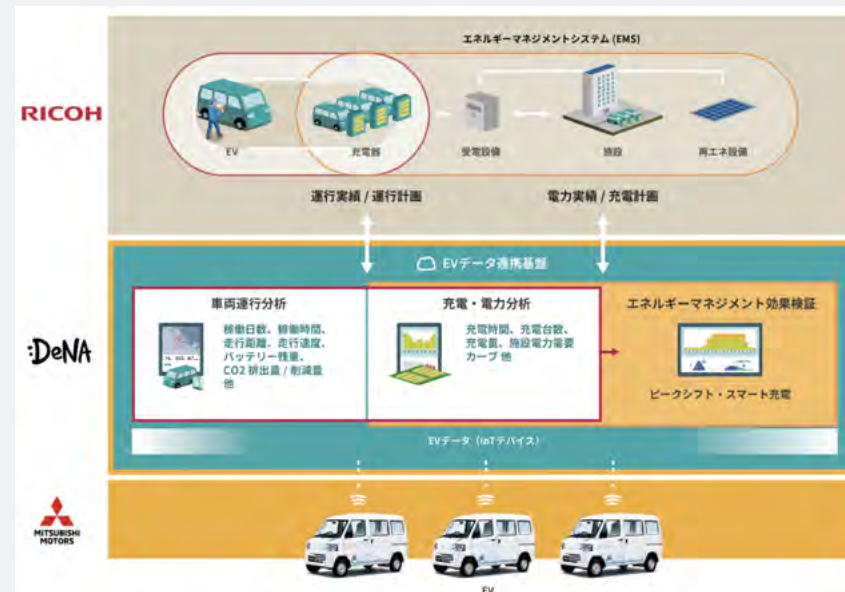 エネルギーマネジメントシステム (EMS)
RICOH
EV
充電器
受電設備
施設
再エネ設備
運行実績 / 運行計画
電力実績 / 充電計画
EVデータ連携基盤
:DeNA
車両運行分析
稼働日数、稼働時間、
走行距離、走行速度、
バッテリー残量、
CO2 排出量 / 削減量
他
充電・電力分析
充電時間、充電台数、
充電量、施設電力需要
カーブ 他
エネルギーマネジメント効果検証
ピークシフト・スマート充電
EVデータ（IoTデバイス）
MITSUBISHI
MOTORS
EV